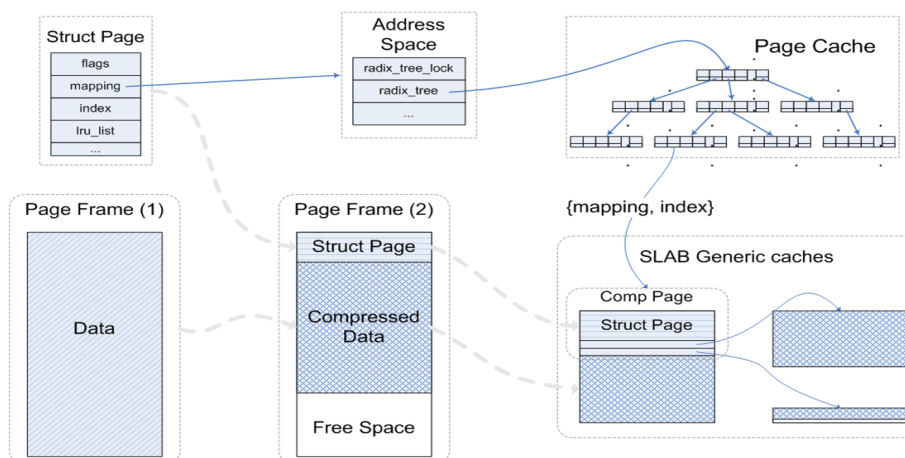 Struct Page
flags
mapping
index
lru_list
...
Address
Space
radix_tree_lock
radix_tree
...
Page Cache
{mapping, index}
Page Frame (1)
Data
Page Frame (2)
Struct Page
Compressed
Data
Free Space
SLAB Generic caches
Comp Page
Struct Page